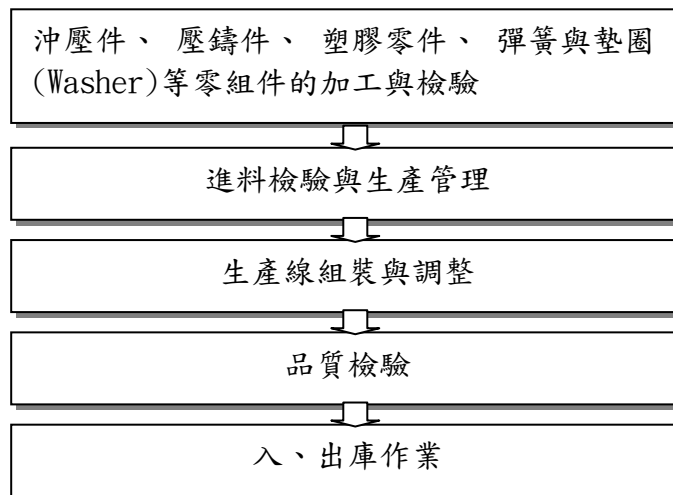 沖壓件、 壓鑄件、 塑膠零件、 彈簧與墊圈
(Washer)等零組件的加工與檢驗
進料檢驗與生產管理
生產線組裝與調整
品質檢驗
入、出庫作業